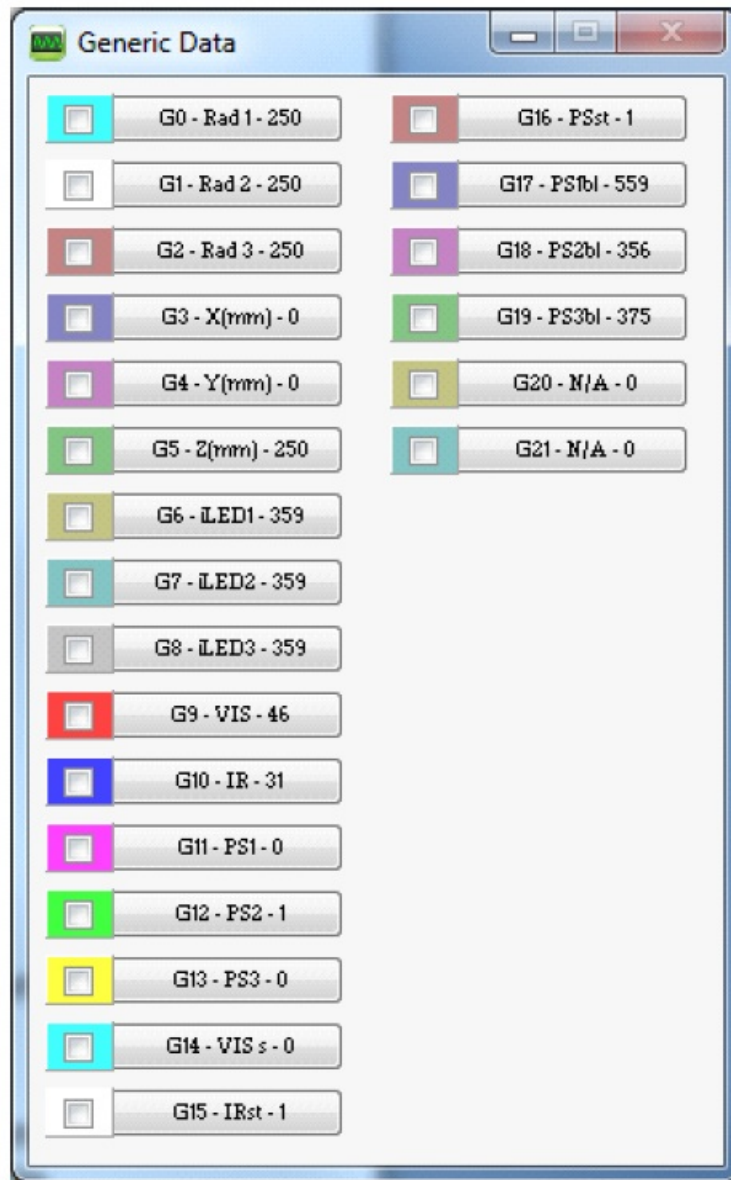 Generic Data
G0 - Rad 1 - 250
G1 - Rad 2 - 250
G2 - Rad 3 - 250
G3 - X(mm) - 0
G4 - Y(mm) - 0
G5 - Z(mm) - 250
G6 - iLED1 - 359
G7 - iLED2 - 359
G8 - iLED3 - 359
G9 - VIS - 46
G10 - IR - 31
G11 - PS1 - 0
G12 - PS2 - 1
G13 - PS3 - 0
G14 - VIS s - 0
G15 - IRst - 1
G16 - PSst - 1
G17 - PS1bl - 559
G18 - PS2bl - 356
G19 - PS3bl - 375
G20 - N/A - 0
G21 - N/A - 0